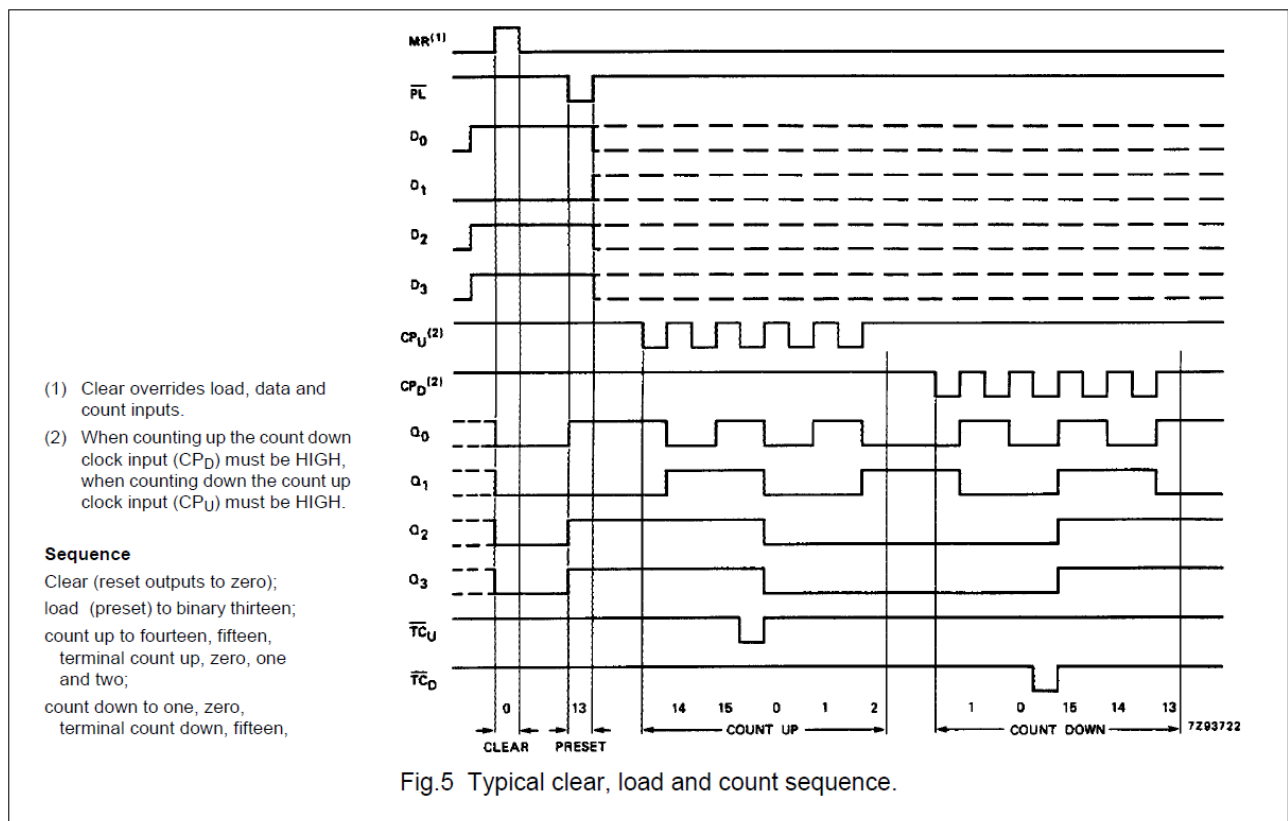 MR(1)
PL
D0
D1
D2
D3
CPU(2)
CPD(2)
Q0
Q1
Q2
Q3
TCU
TCD
(1) Clear overrides load, data and
count inputs.
(2) When counting up the count down
clock input (CPD) must be HIGH,
when counting down the count up
clock input (CPU) must be HIGH.
Sequence
Clear (reset outputs to zero);
load (preset) to binary thirteen;
count up to fourteen, fifteen,
terminal count up, zero, one
and two;
count down to one, zero,
terminal count down, fifteen,
0 13 14 15 0 1 2 1 0 15 14 13
CLEAR PRESET COUNT UP COUNT DOWN 7Z93722
Fig.5 Typical clear, load and count sequence.